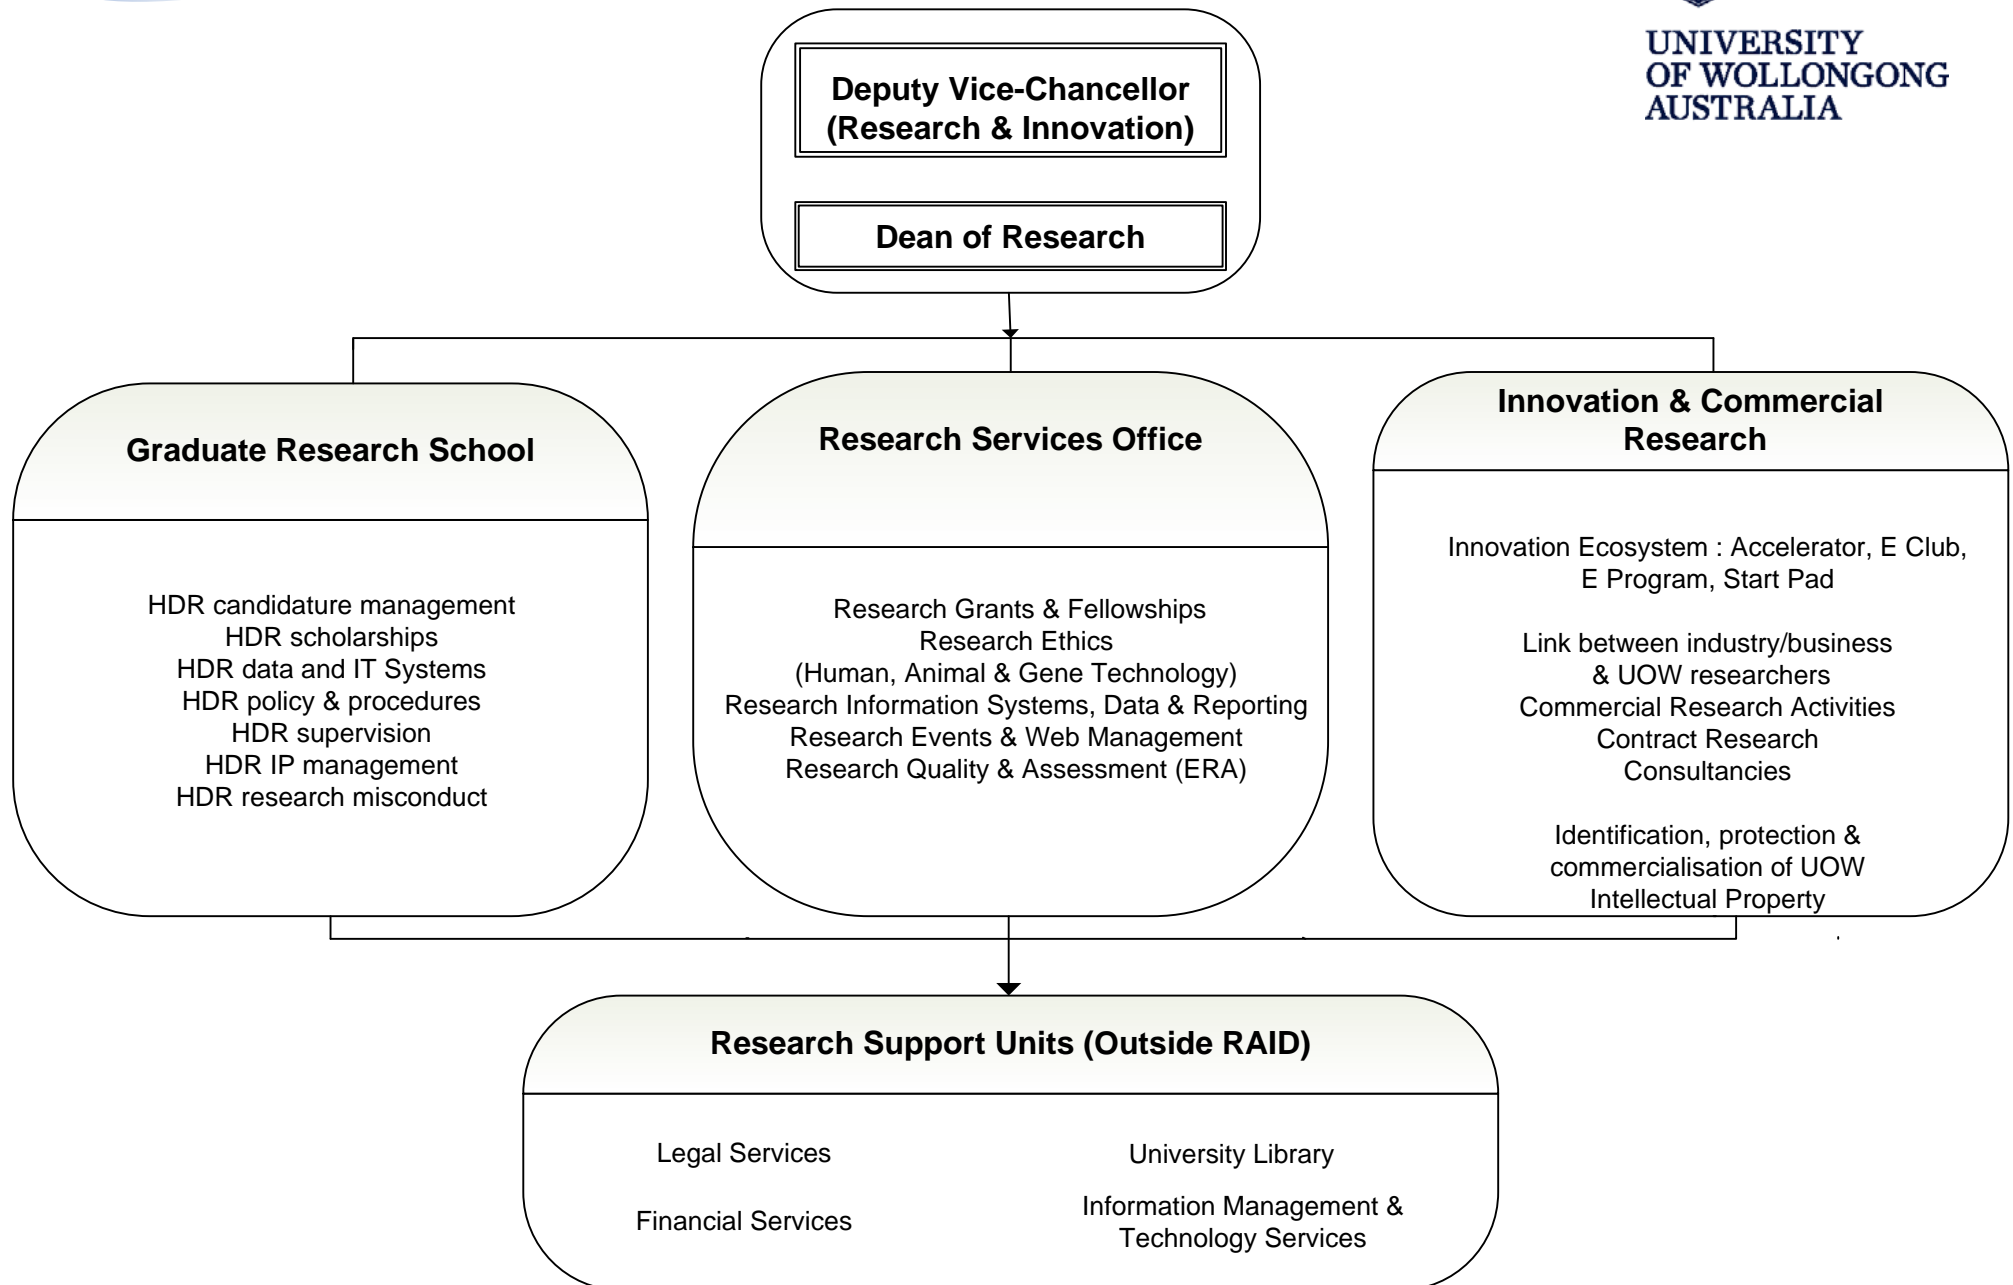 UNIVERSITY
OF WOLLONGONG
AUSTRALIA
Deputy Vice-Chancellor
(Research & Innovation)
Dean of Research
Graduate Research School
HDR candidature management
HDR scholarships
HDR data and IT Systems
HDR policy & procedures
HDR supervision
HDR IP management
HDR research misconduct
Research Services Office
Research Grants & Fellowships
Research Ethics
(Human, Animal & Gene Technology)
Research Information Systems, Data & Reporting
Research Events & Web Management
Research Quality & Assessment (ERA)
Innovation & Commercial
Research
Innovation Ecosystem : Accelerator, E Club,
E Program, Start Pad
Link between industry/business
& UOW researchers
Commercial Research Activities
Contract Research
Consultancies
Identification, protection &
commercialisation of UOW
Intellectual Property
Research Support Units (Outside RAID)
Legal Services
University Library
Financial Services
Information Management &
Technology Services